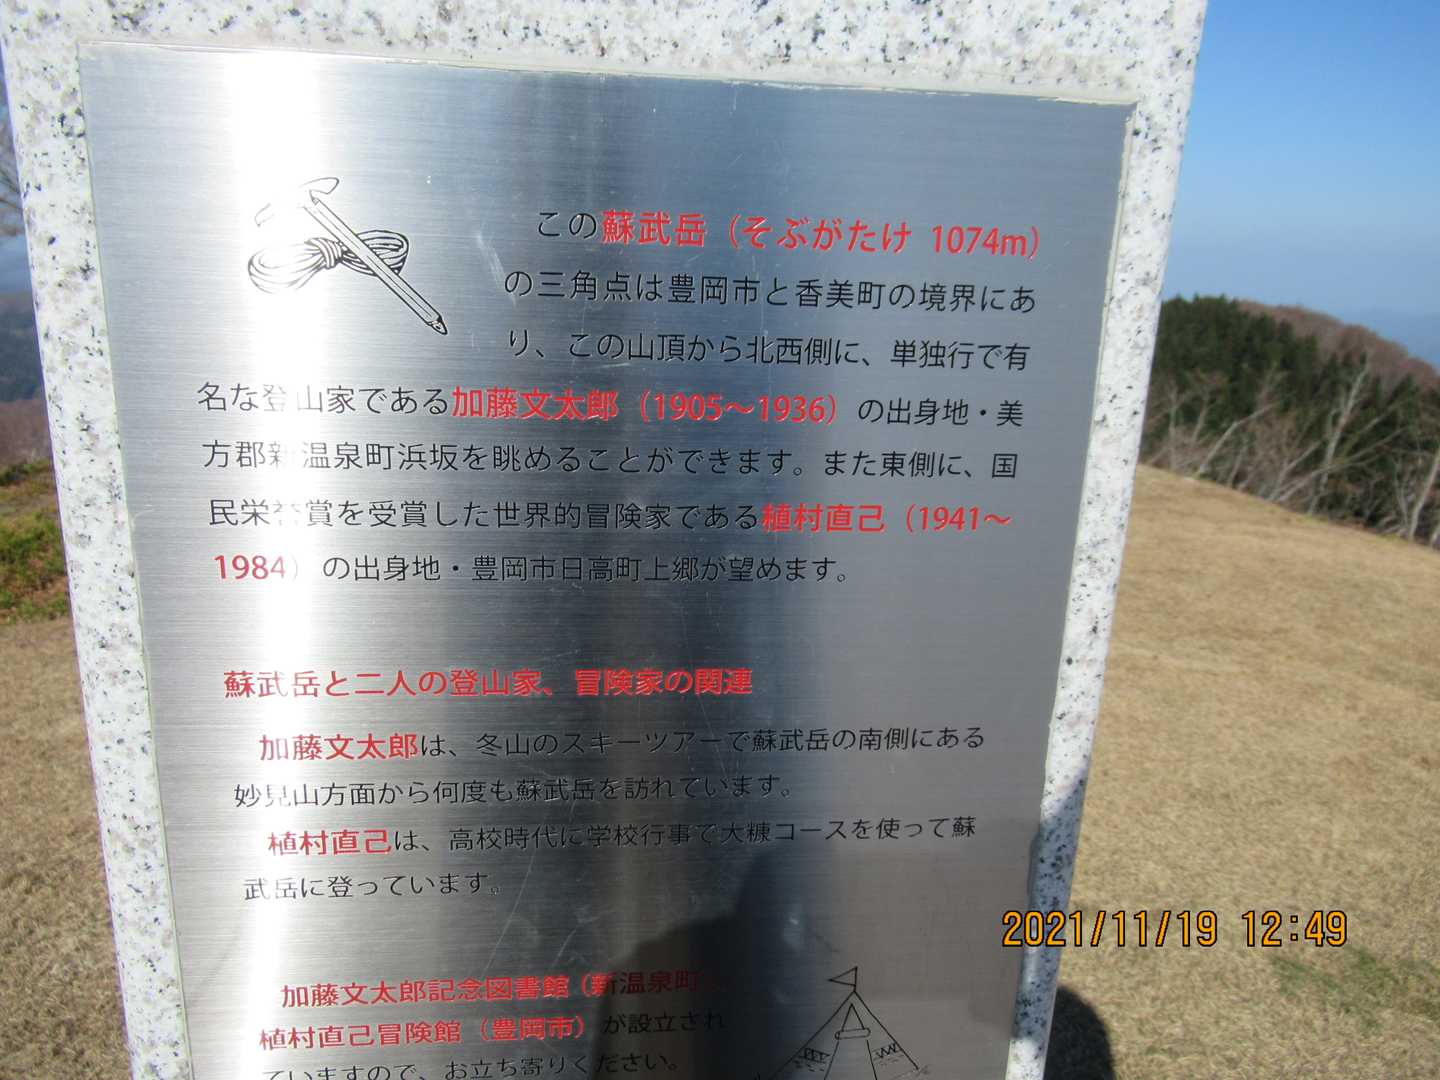 この蘇武岳（そぶがたけ 1074m）
の三角点は豊岡市と香美町の境界にあ
り、この山頂から北西側に、単独行で有
名な登山家である加藤文太郎（1905～1936）の出身地・美
方郡新温泉町浜坂を眺めることができます。また東側に、国
民栄誉賞を受賞した世界的冒険家である植村直己（1941～
1984）の出身地・豊岡市日高町上郷が望めます。
蘇武岳と二人の登山家、冒険家の関連
加藤文太郎は、冬山のスキーツアーで蘇武岳の南側にある
妙見山方面から何度も蘇武岳を訪れています。
植村直己は、高校時代に学校行事で大糠コースを使って蘇
武岳に登っています。
加藤文太郎記念図書館（新温泉町）、
植村直己冒険館（豊岡市）が設立され
ていますので、お立ち寄りください。
2021/11/19 12:49